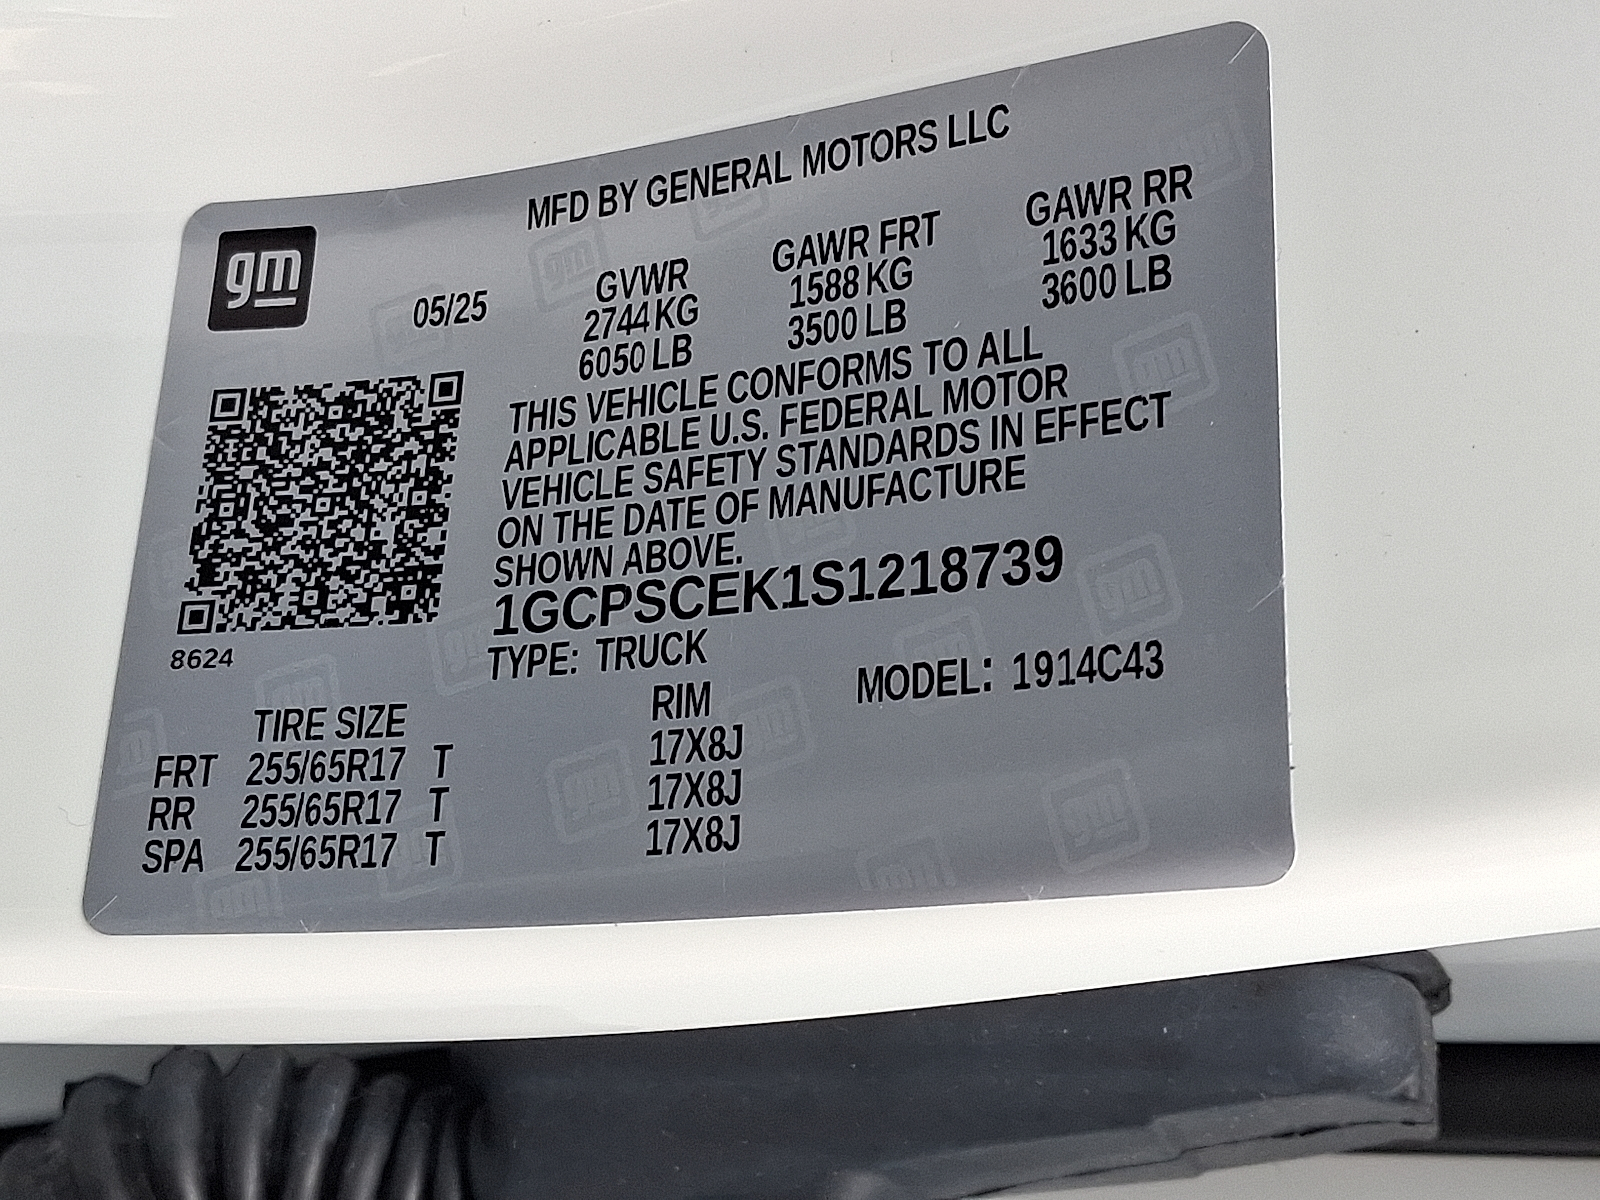 MFD BY GENERAL MOTORS LLC
gm
05/25
GVWR
2744 KG
6050 LB
GAWR FRT
1588 KG
3500 LB
GAWR RR
1633 KG
3600 LB
THIS VEHICLE CONFORMS TO ALL
APPLICABLE U.S. FEDERAL MOTOR
VEHICLE SAFETY STANDARDS IN EFFECT
ON THE DATE OF MANUFACTURE
SHOWN ABOVE.
1GCPSCEK1S1218739
8624
TYPE: TRUCK
MODEL: 1914C43
TIRE SIZE RIM
FRT 255/65R17 T 17X8J
RR 255/65R17 T 17X8J
SPA 255/65R17 T 17X8J